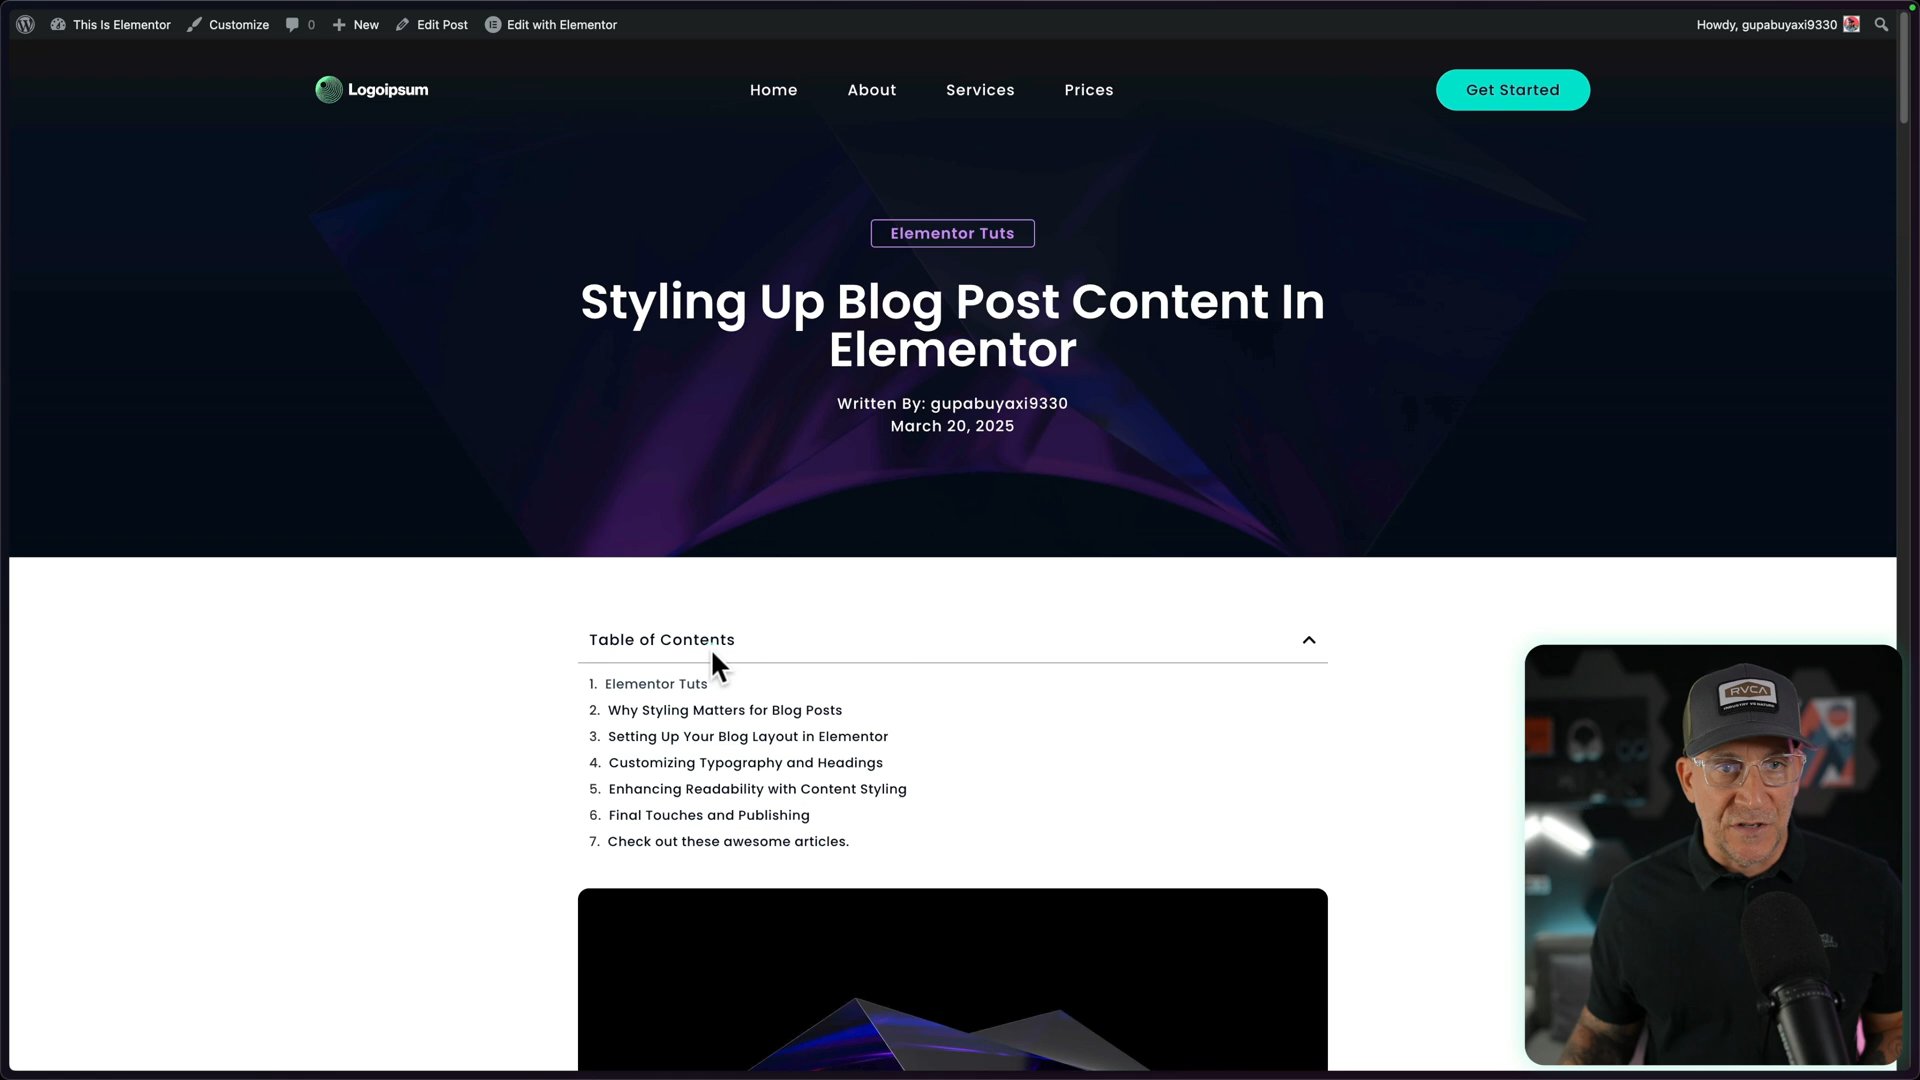 This Is Elementor
Customize
0
New
Edit Post
Edit with Elementor
Howdy, gupabuyaxi9330
Logoipsum
Home
About
Services
Prices
Get Started
Elementor Tuts
Styling Up Blog Post Content In
Elementor
Written By: gupabuyaxi9330
March 20, 2025
Table of Contents
1. Elementor Tuts
2. Why Styling Matters for Blog Posts
3. Setting Up Your Blog Layout in Elementor
4. Customizing Typography and Headings
5. Enhancing Readability with Content Styling
6. Final Touches and Publishing
7. Check out these awesome articles.
RVCA
INDUSTRY VS NATURE